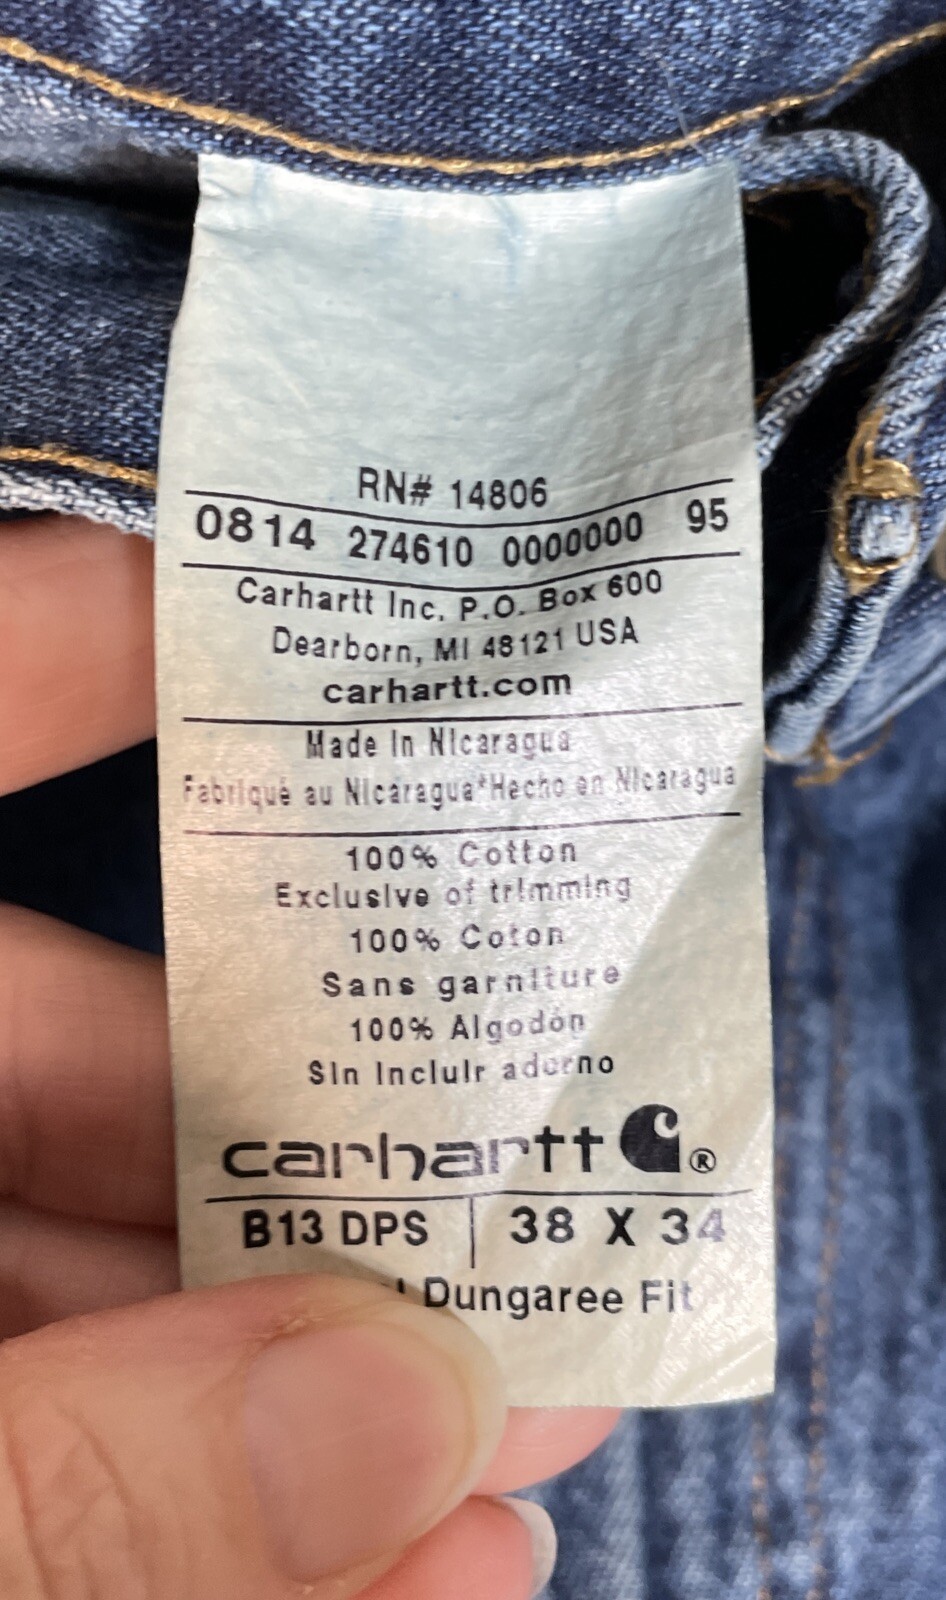 RN# 14806
0814 274610 0000000 95
Carhartt Inc. P.O. Box 600
Dearborn, MI 48121 USA
carhartt.com
Made In Nicaragua
Fabriqué au Nicaragua*Hecho en Nicaragua
100% Cotton
Exclusive of trimming
100% Coton
Sans garniture
100% Algodón
Sin Incluir adorno
carhartt ®
B13 DPS 38 X 34
Dungaree Fit